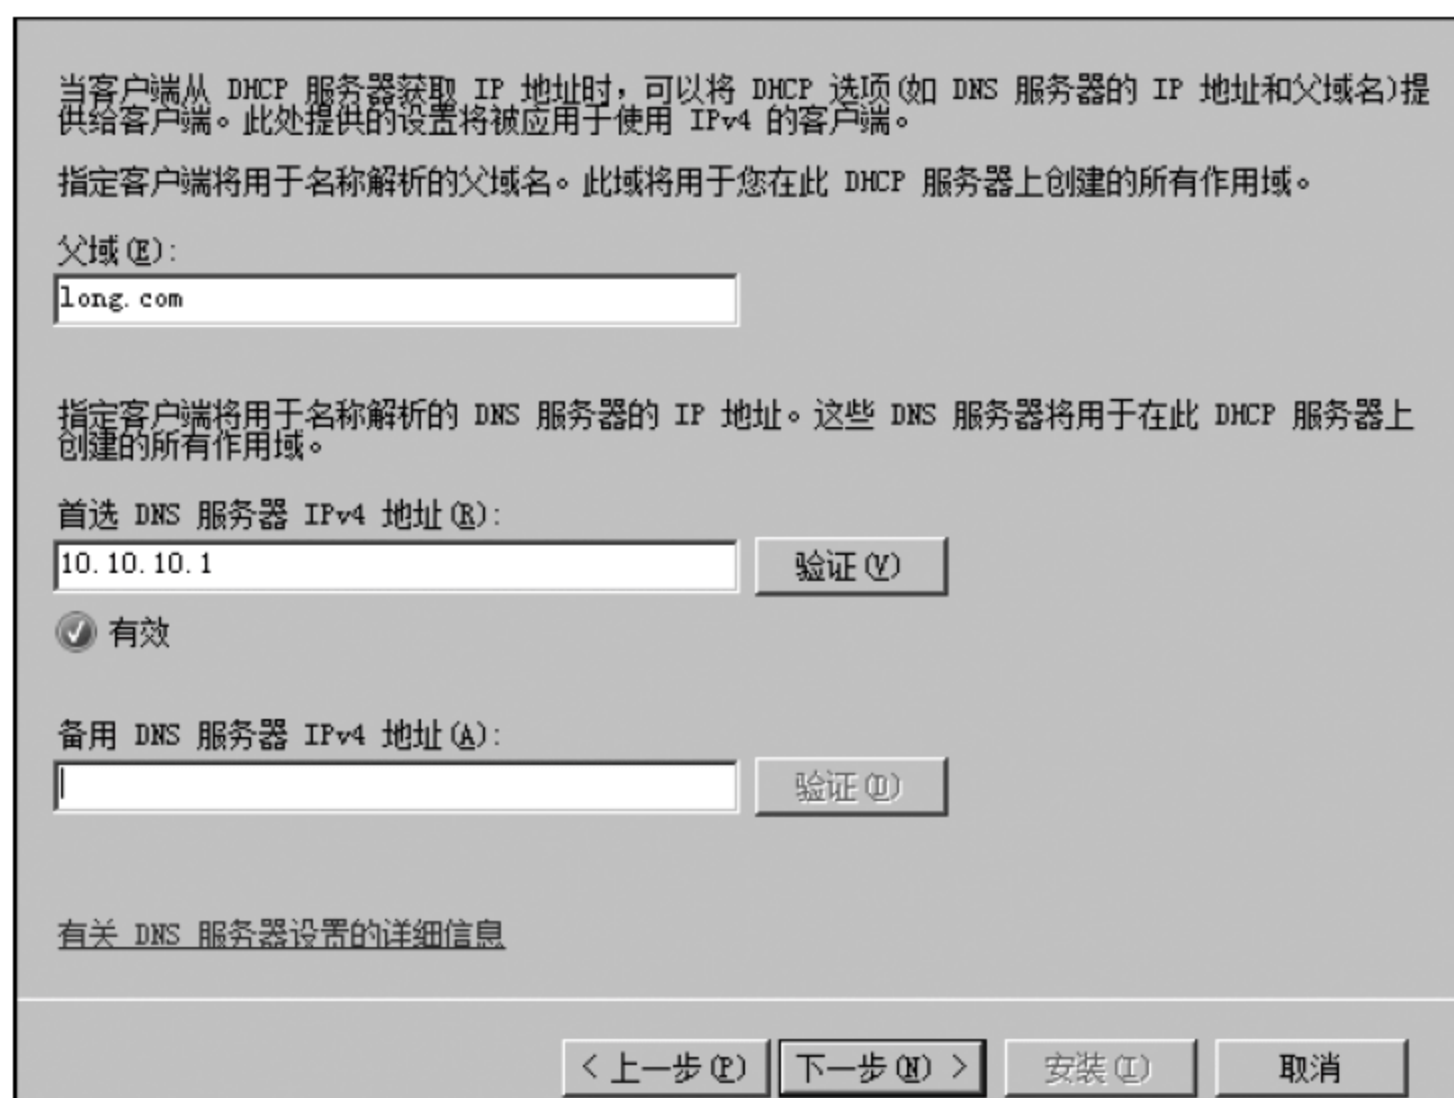 当客户端从 DHCP 服务器获取 IP 地址时，可以将 DHCP 选项(如 DNS 服务器的 IP 地址和父域名)提
供给客户端。此处提供的设置将被应用于使用 IPv4 的客户端。
指定客户端将用于名称解析的父域名。此域将用于您在此 DHCP 服务器上创建的所有作用域。
父域(E):
long.com
指定客户端将用于名称解析的 DNS 服务器的 IP 地址。这些 DNS 服务器将用于在此 DHCP 服务器上
创建的所有作用域。
首选 DNS 服务器 IPv4 地址(R):
10.10.10.1 验证(V)
有效
备用 DNS 服务器 IPv4 地址(A):
验证(D)
有关 DNS 服务器设置的详细信息
< 上一步(P) 下一步(N) > 安装(I) 取消